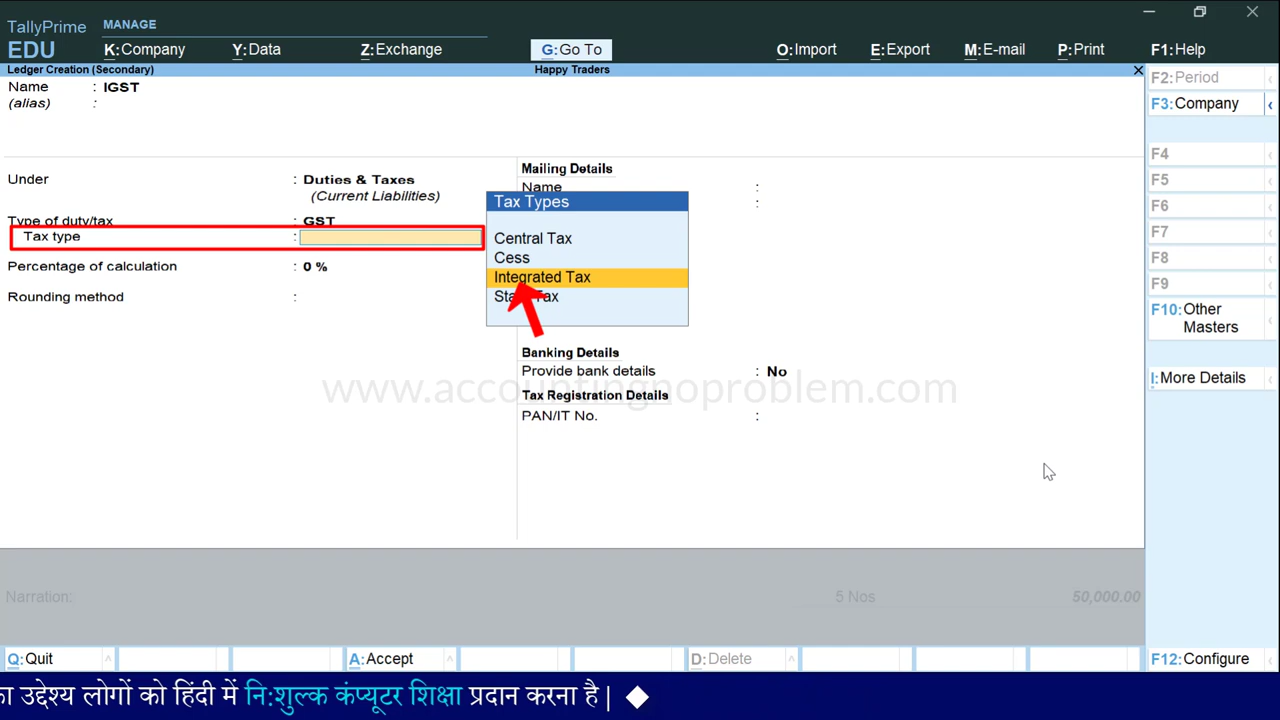 MANAGE
TallyPrime
EDU
K:Company Y:Data Z:Exchange G:Go To O:Import E:Export M:E-mail P:Print F1:Help
Ledger Creation (Secondary) Happy Traders
F2:Period
Name : IGST
(alias) :
F3:Company
F4
Mailing Details
Under : Duties & Taxes
F5
Name :
(Current Liabilities)
Tax Types
:
F6
Type of duty/tax : GST
Tax type :
F7
Central Tax
Cess
Percentage of calculation : 0 %
F8
Integrated Tax
F9
Rounding method :
State Tax
F10:Other Masters
Banking Details
Provide bank details : No
I:More Details
www.accountingnoproblem.com
Tax Registration Details
PAN/IT No. :
Narration: 5 Nos 50,000.00
Q:Quit A:Accept D:Delete F12:Configure
का उद्देश्य लोगों को हिंदी में नि:शुल्क कंप्यूटर शिक्षा प्रदान करना है | ◆